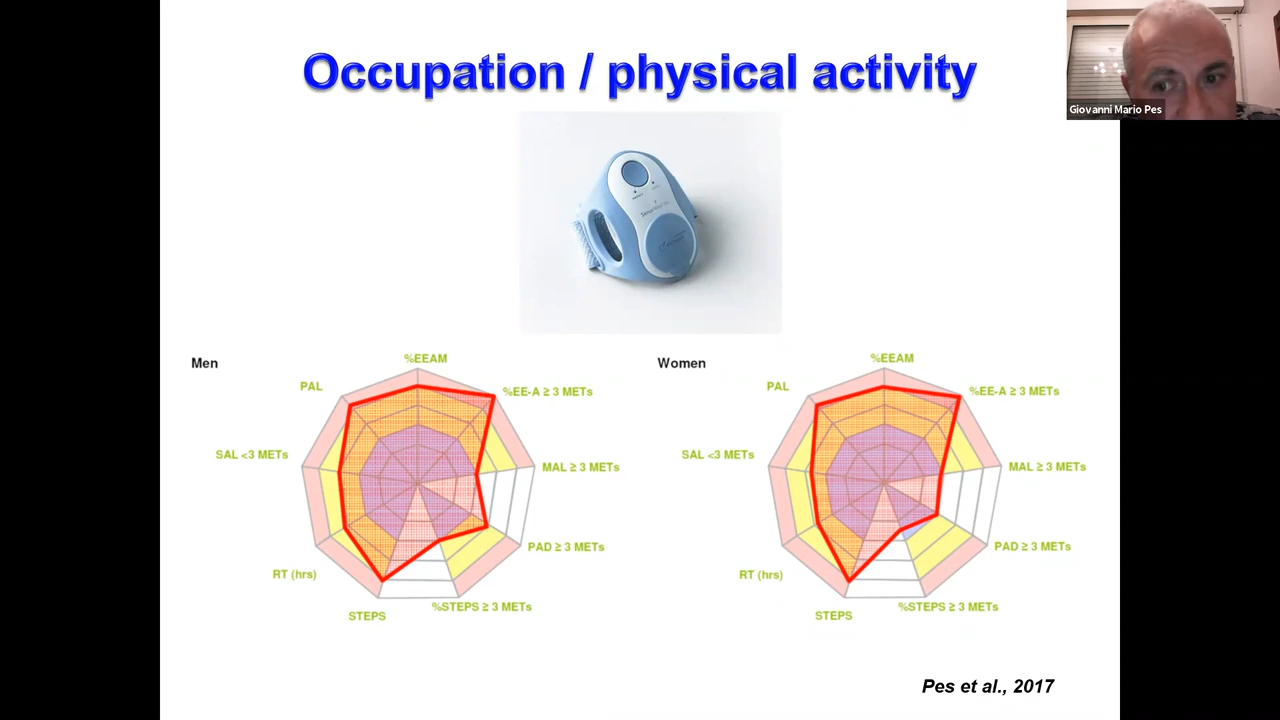 Occupation / physical activity
Giovanni Mario Pes
Men
%EEAM
PAL
%EE-A ≥ 3 METs
SAL <3 METs
MAL ≥ 3 METs
PAD ≥ 3 METs
RT (hrs)
%STEPS ≥ 3 METs
STEPS
Women
%EEAM
PAL
%EE-A ≥ 3 METs
SAL <3 METs
MAL ≥ 3 METs
PAD ≥ 3 METs
RT (hrs)
%STEPS ≥ 3 METs
STEPS
Pes et al., 2017